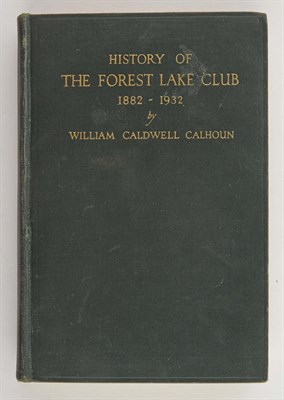 HISTORY OF
THE FOREST LAKE CLUB
1882 - 1932
by
WILLIAM CALDWELL CALHOUN